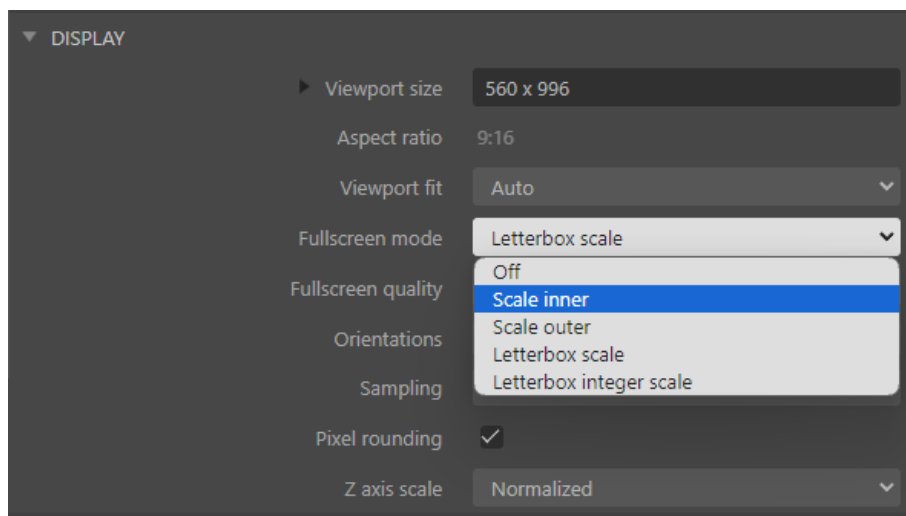 DISPLAY
Viewport size 560 x 996
Aspect ratio 9:16
Viewport fit Auto
Fullscreen mode Letterbox scale
Off
Fullscreen quality
Scale inner
Scale outer
Orientations
Letterbox scale
Letterbox integer scale
Sampling
Pixel rounding
Z axis scale Normalized